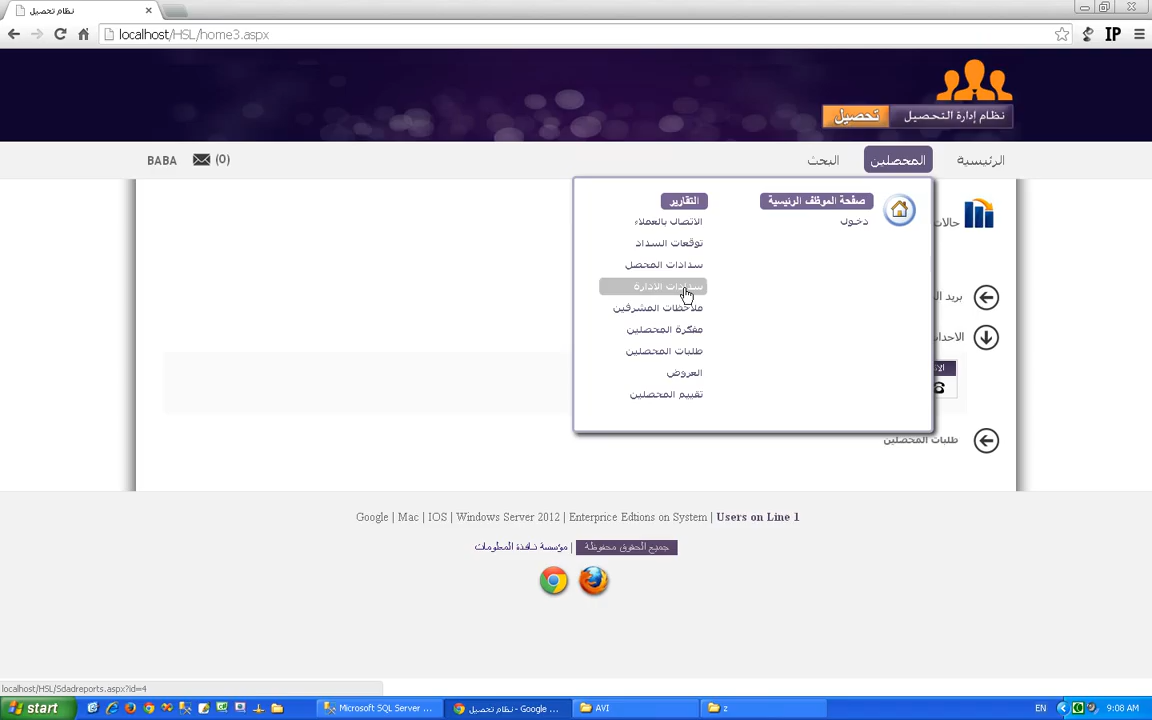 نظام تحصيل
localhost/HSL/home3.aspx
IP
نظام إدارة التحصيل
تحصيل
الرئيسية
المحصلين
البحث
(0)
BABA
صفحة الموظف الرئيسية
دخول
التقارير
الاتصال بالعملاء
توقعات السداد
سدادات المحصل
سدادات الادارة
ملاحظات المشرفين
مفكرة المحصلين
طلبات المحصلين
العروض
تقييم المحصلين
حالات
بريد
طلبات المحصلين
Google | Mac | IOS | Windows Server 2012 | Enterprice Edtions on System | Users on Line 1
جميع الحقوق محفوظة | مؤسسة نافذة المعلومات
localhost/HSL/Sdadreports.aspx?id=4
start
Microsoft SQL Server ...
نظام تحصيل - Google ...
AVI
z
EN
9:08 AM